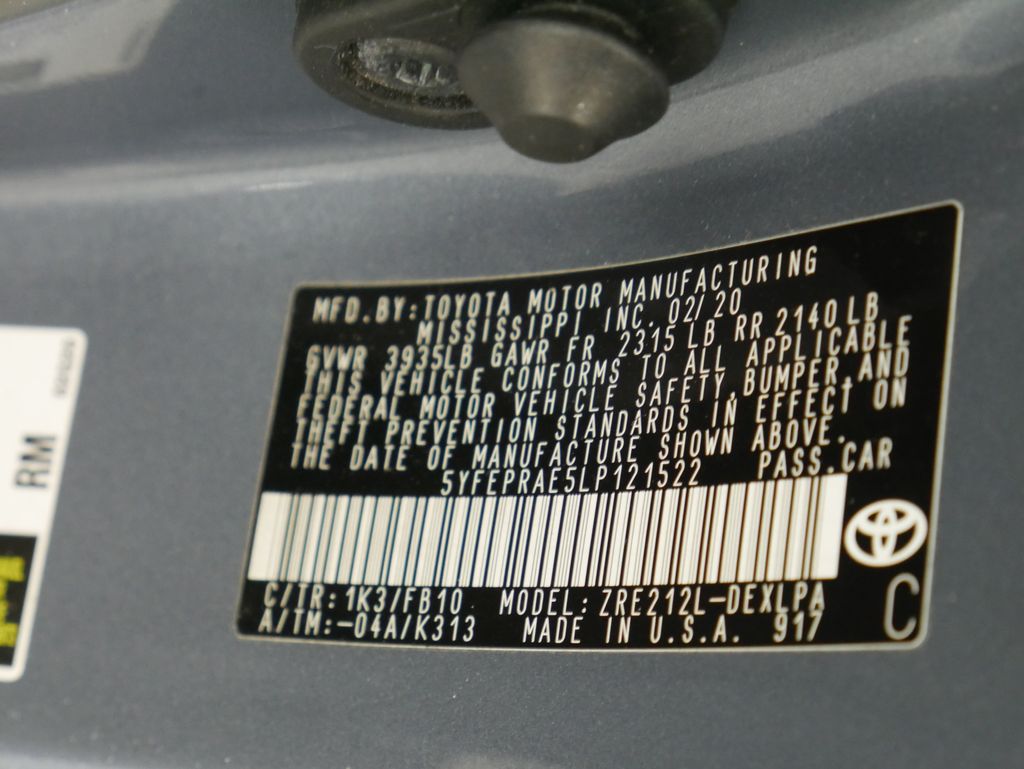 MFD.BY:TOYOTA MOTOR MANUFACTURING
MISSISSIPPI INC. 02/20
GVWR 3935LB GAWR FR 2315 LB RR 2140 LB
THIS VEHICLE CONFORMS TO ALL APPLICABLE
FEDERAL MOTOR VEHICLE SAFETY,BUMPER,AND
THEFT PREVENTION STANDARDS IN EFFECT ON
THE DATE OF MANUFACTURE SHOWN ABOVE.
5YFEPRAE5LP121522 PASS.CAR
C/TR:1K3/FB10 MODEL:ZRE212L-DEXLPA
A/TM:-04A/K313 MADE IN U.S.A. 917
C
RM